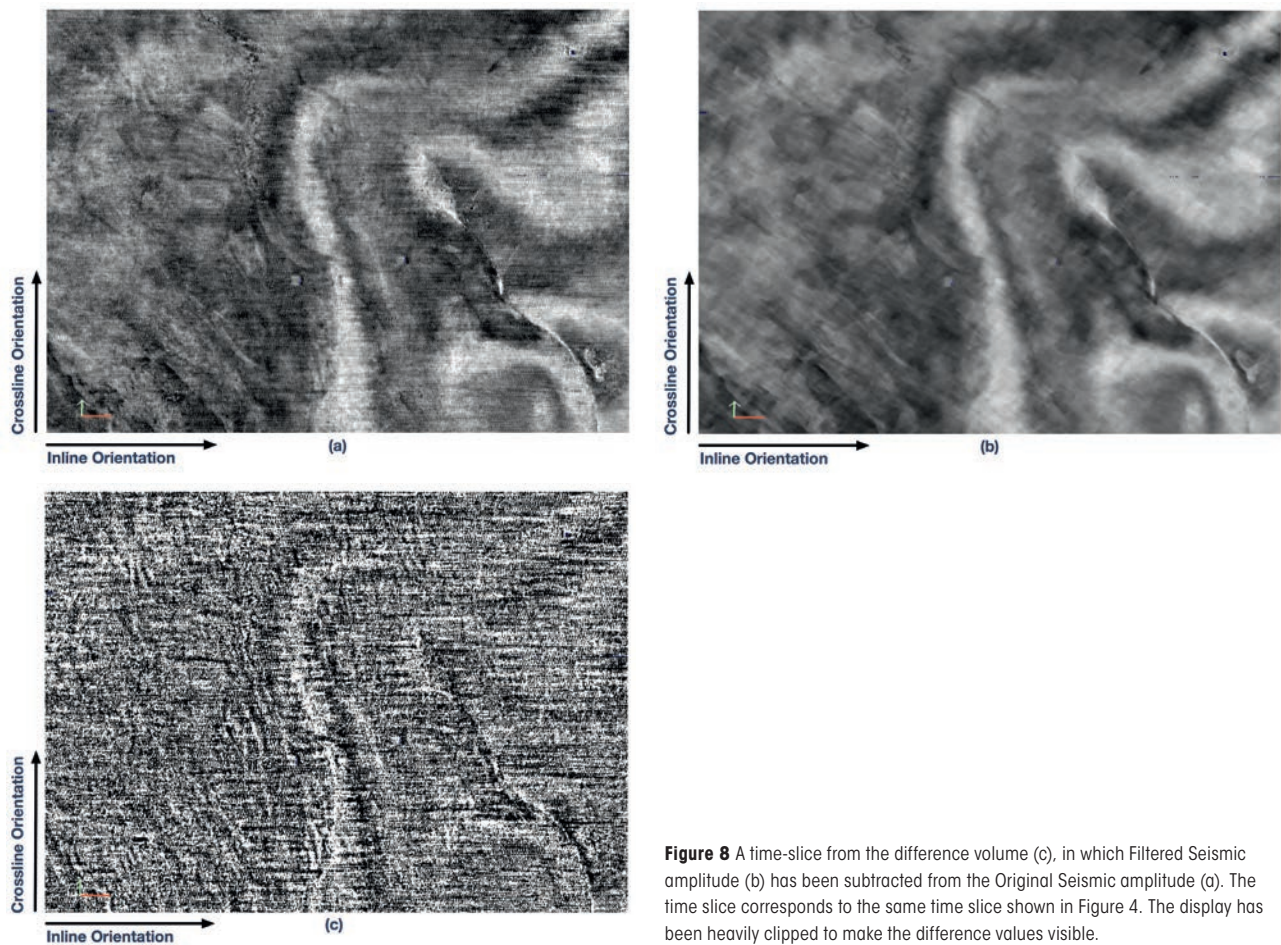 Crossline Orientation
Inline Orientation
(a)
Crossline Orientation
Inline Orientation
(b)
Crossline Orientation
Inline Orientation
(c)
Figure 8 A time-slice from the difference volume (c), in which Filtered Seismic
amplitude (b) has been subtracted from the Original Seismic amplitude (a). The
time slice corresponds to the same time slice shown in Figure 4. The display has
been heavily clipped to make the difference values visible.